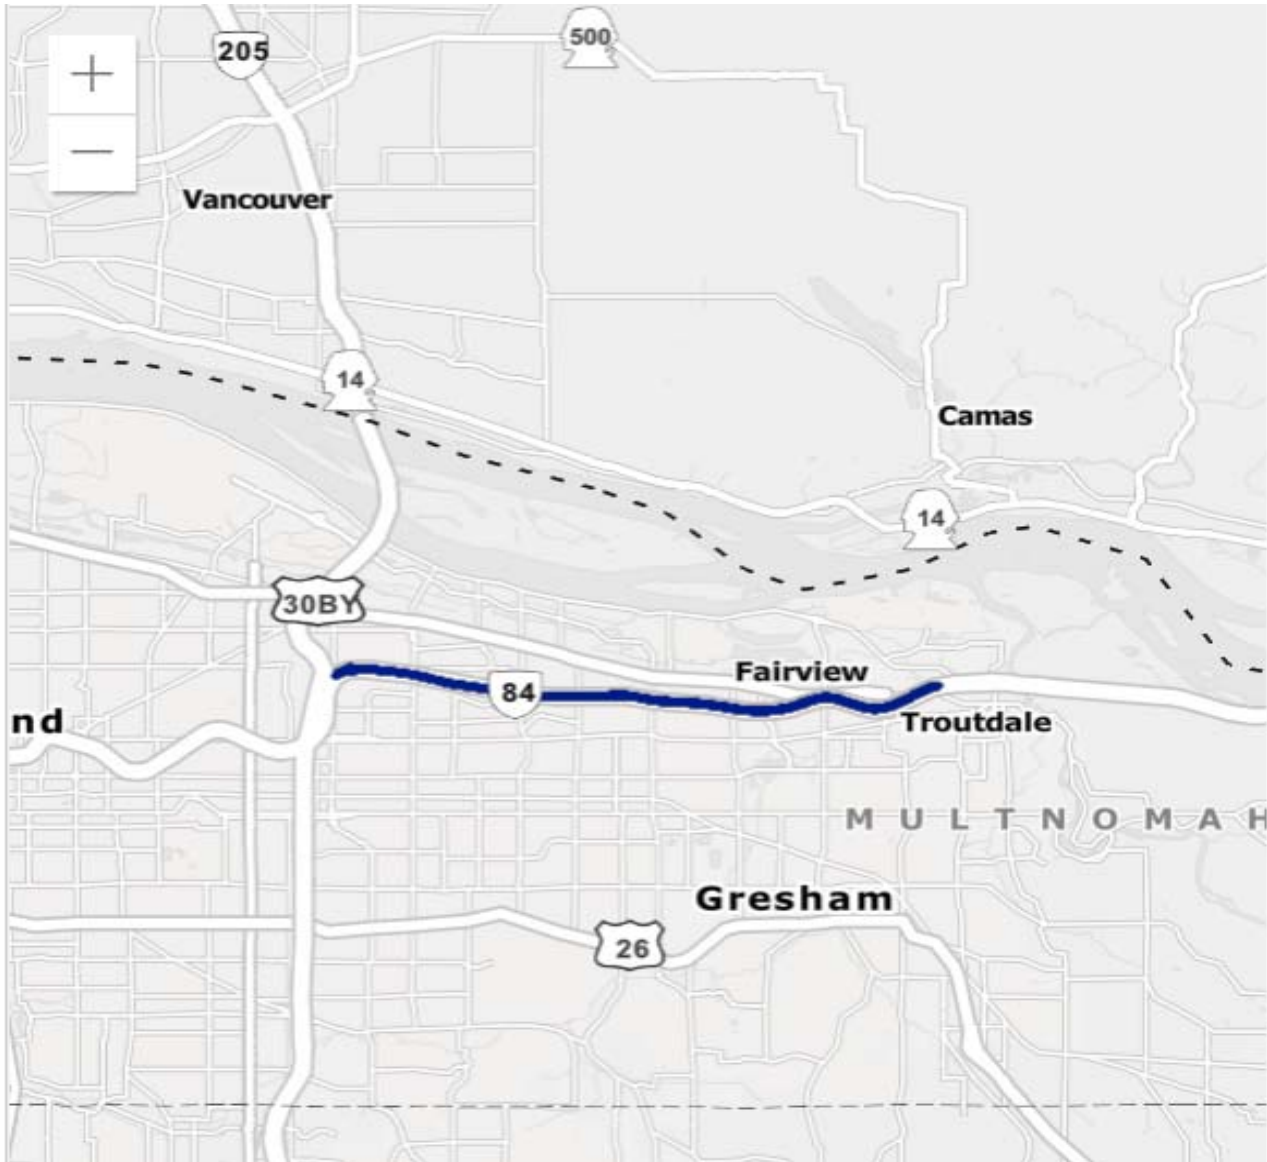 205
500
Vancouver
14
Camas
14
30BY
Fairview
84
nd
Troutdale
MULTNOMAH
Gresham
26